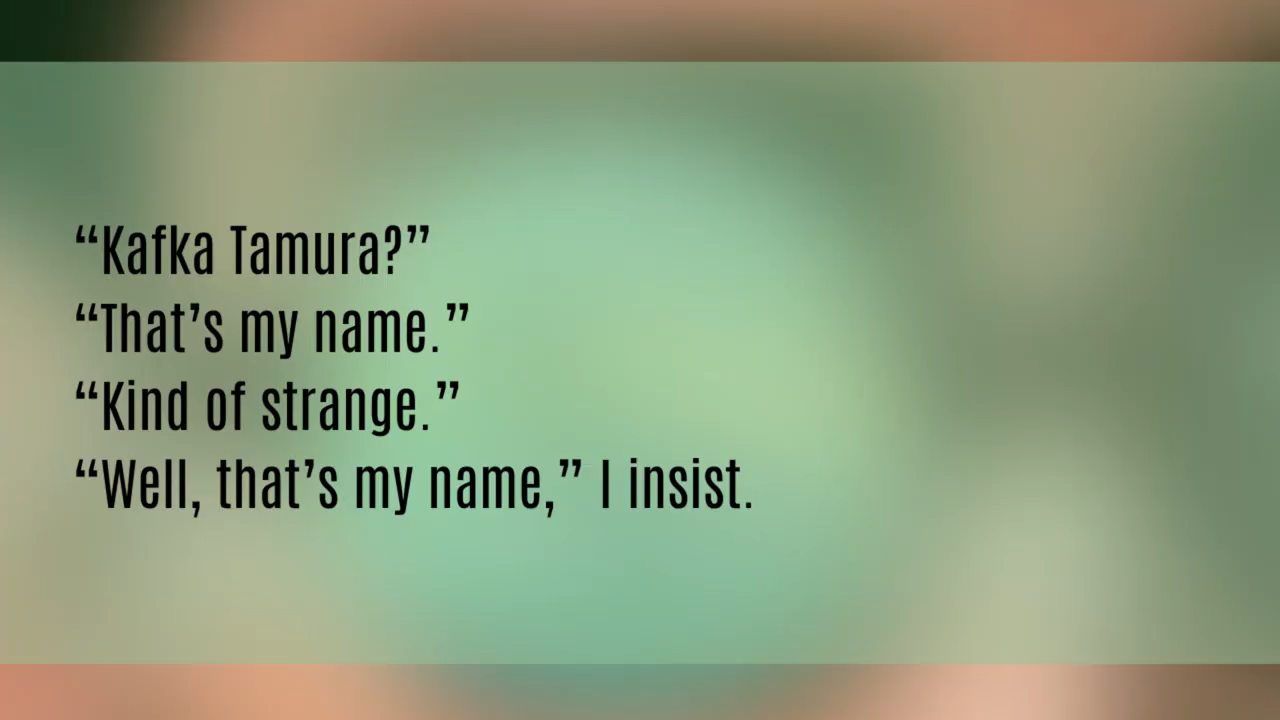 “Kafka Tamura?”
“That’s my name.”
“Kind of strange.”
“Well, that’s my name,” I insist.